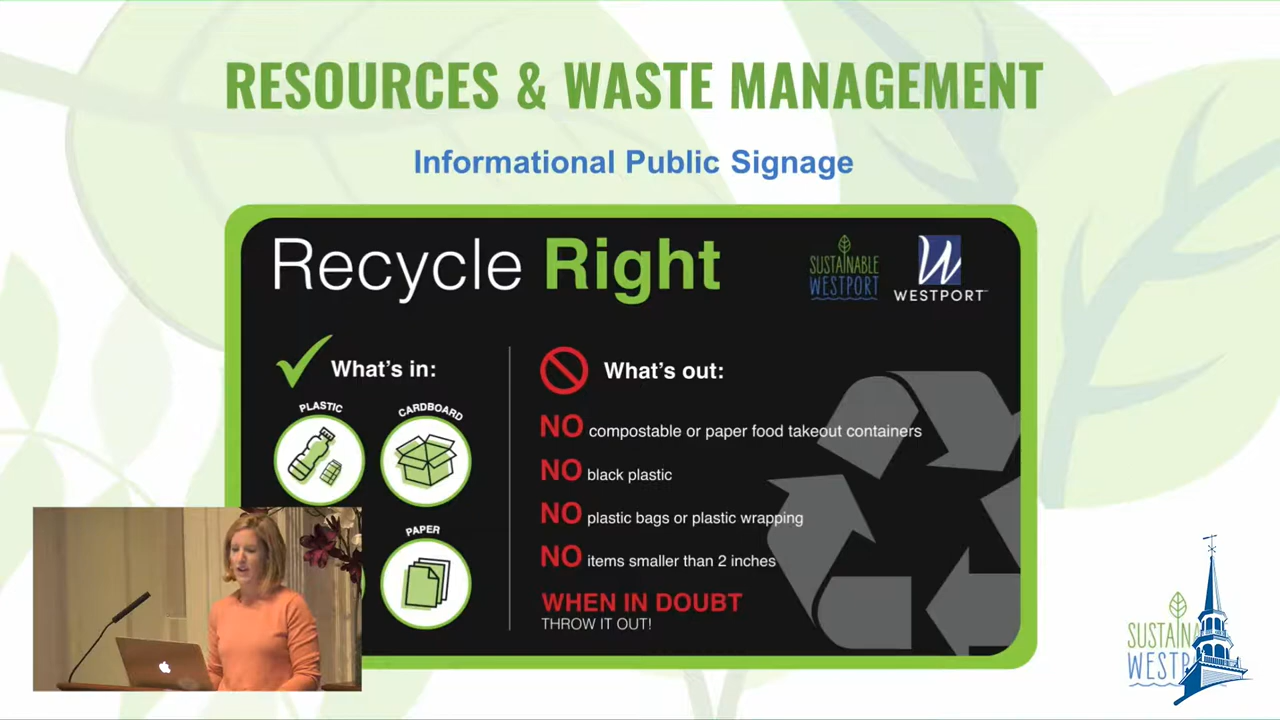 RESOURCES & WASTE MANAGEMENT
Informational Public Signage
Recycle Right
SUSTAINABLE
WESTPORT
W
WESTPORT
What's in:
PLASTIC
CARDBOARD
PAPER
What's out:
NO compostable or paper food takeout containers
NO black plastic
NO plastic bags or plastic wrapping
NO items smaller than 2 inches
WHEN IN DOUBT
THROW IT OUT!